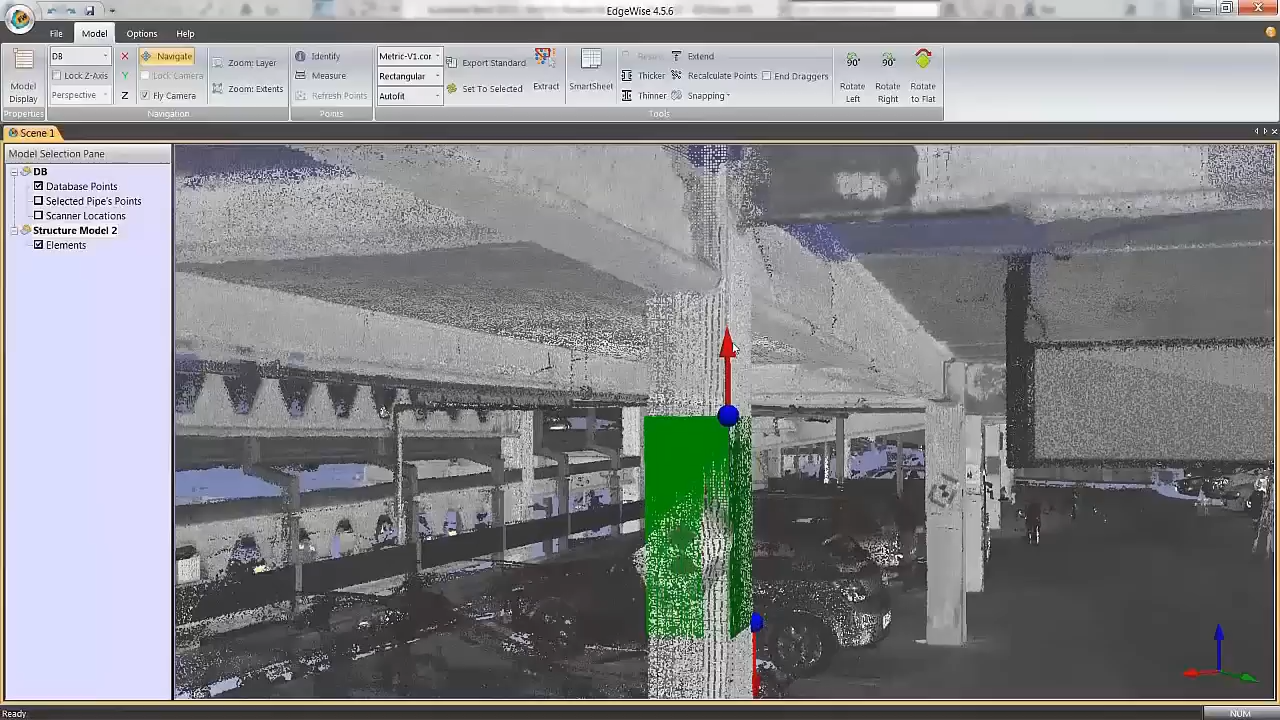 EdgeWise 4.5.6
File Model Options Help
DB X Navigate Zoom: Layer Identify Metric-V1.cor Export Standard Extend
Lock Z-Axis Y Lock Camera Measure Rectangular Thicker Recalculate Points End Draggers
Perspective Z Fly Camera Zoom: Extents Refresh Points Autofit Set To Selected Thinner Snapping
Model Display Extract SmartSheet Rotate Left Rotate Right Rotate to Flat
90° 90°
Properties Navigation Points Tools
Scene 1
Model Selection Pane
DB
Database Points
Selected Pipe's Points
Scanner Locations
Structure Model 2
Elements
Ready NUM